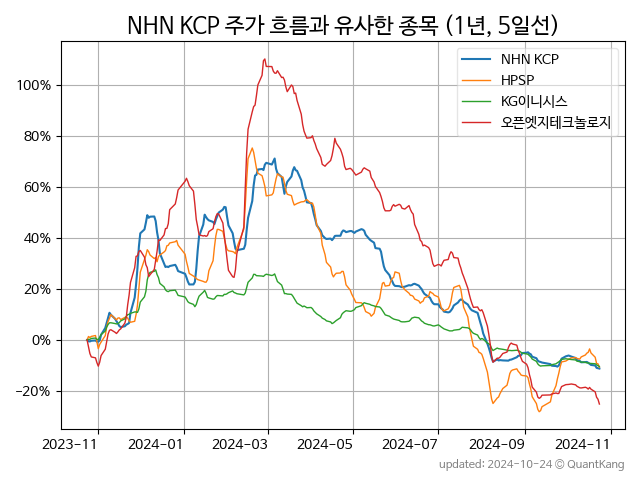 NHN KCP 주가 흐름과 유사한 종목 (1년, 5일선)
NHN KCP
HPSP
KG이니시스
오픈엣지테크놀로지
100%
80%
60%
40%
20%
0%
−20%
2023−11
2024−01
2024−03
2024−05
2024−07
2024−09
2024−11
updated: 2024-10-24 © QuantKang